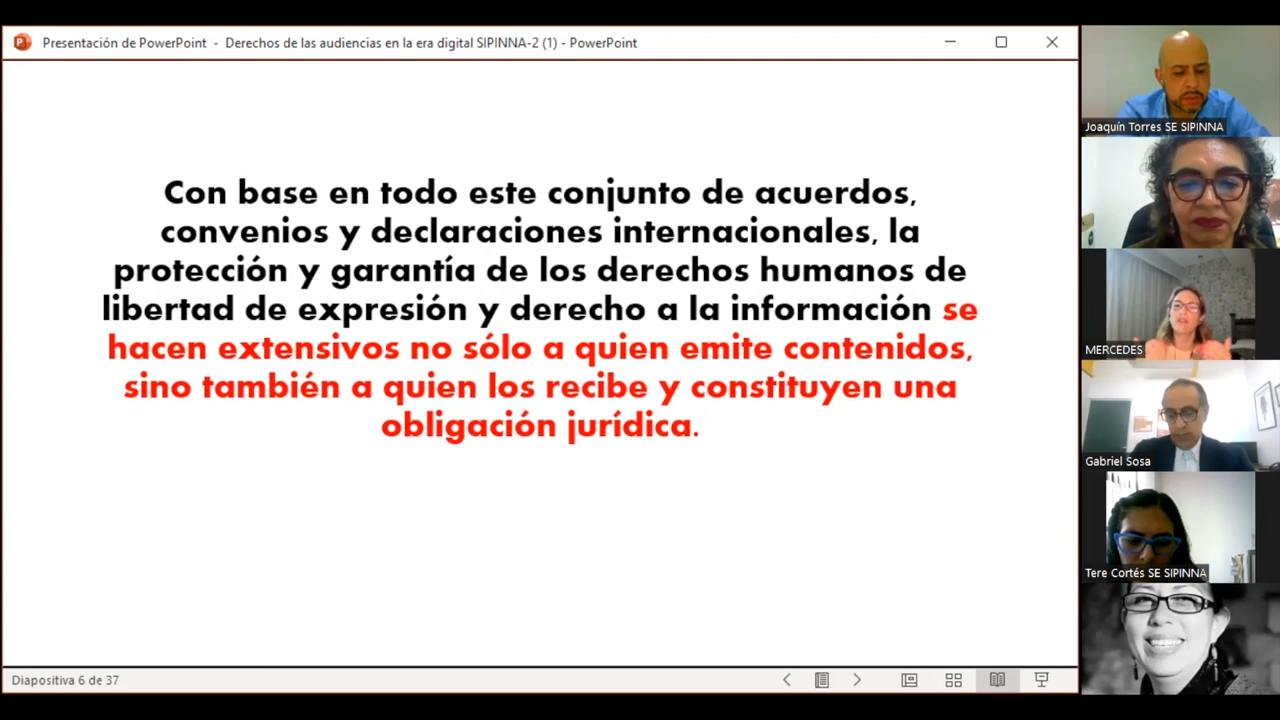 Presentación de PowerPoint - Derechos de las audiencias en la era digital SIPINNA-2 (1) - PowerPoint
Con base en todo este conjunto de acuerdos,
convenios y declaraciones internacionales, la
protección y garantía de los derechos humanos de
libertad de expresión y derecho a la información se
hacen extensivos no sólo a quien emite contenidos,
sino también a quien los recibe y constituyen una
obligación jurídica.
Diapositiva 6 de 37
Joaquín Torres SE SIPINNA
MERCEDES
Gabriel Sosa
Tere Cortés SE SIPINNA